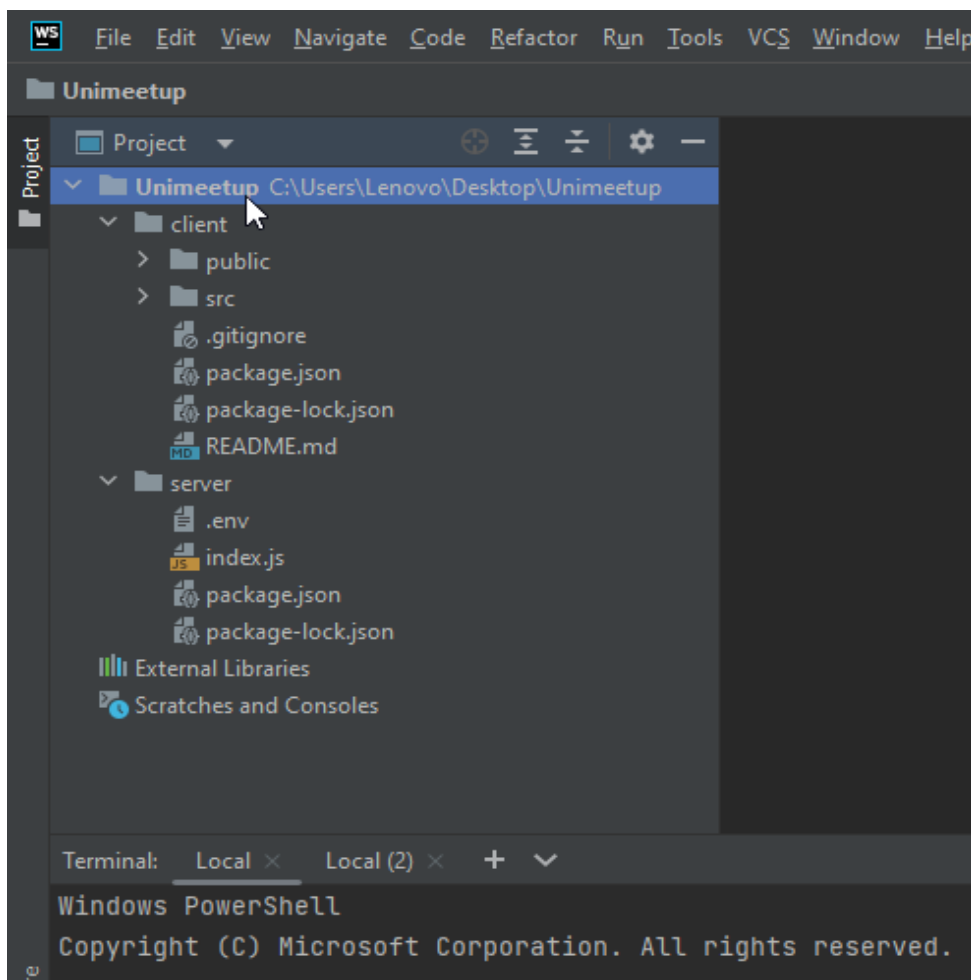 WS File Edit View Navigate Code Refactor Run Tools VCS Window Help
Unimeetup
Project
Project
Unimeetup C:\Users\Lenovo\Desktop\Unimeetup
client
public
src
.gitignore
package.json
package-lock.json
MD README.md
server
.env
JS index.js
package.json
package-lock.json
External Libraries
Scratches and Consoles
Terminal: Local Local (2)
Windows PowerShell
Copyright (C) Microsoft Corporation. All rights reserved.